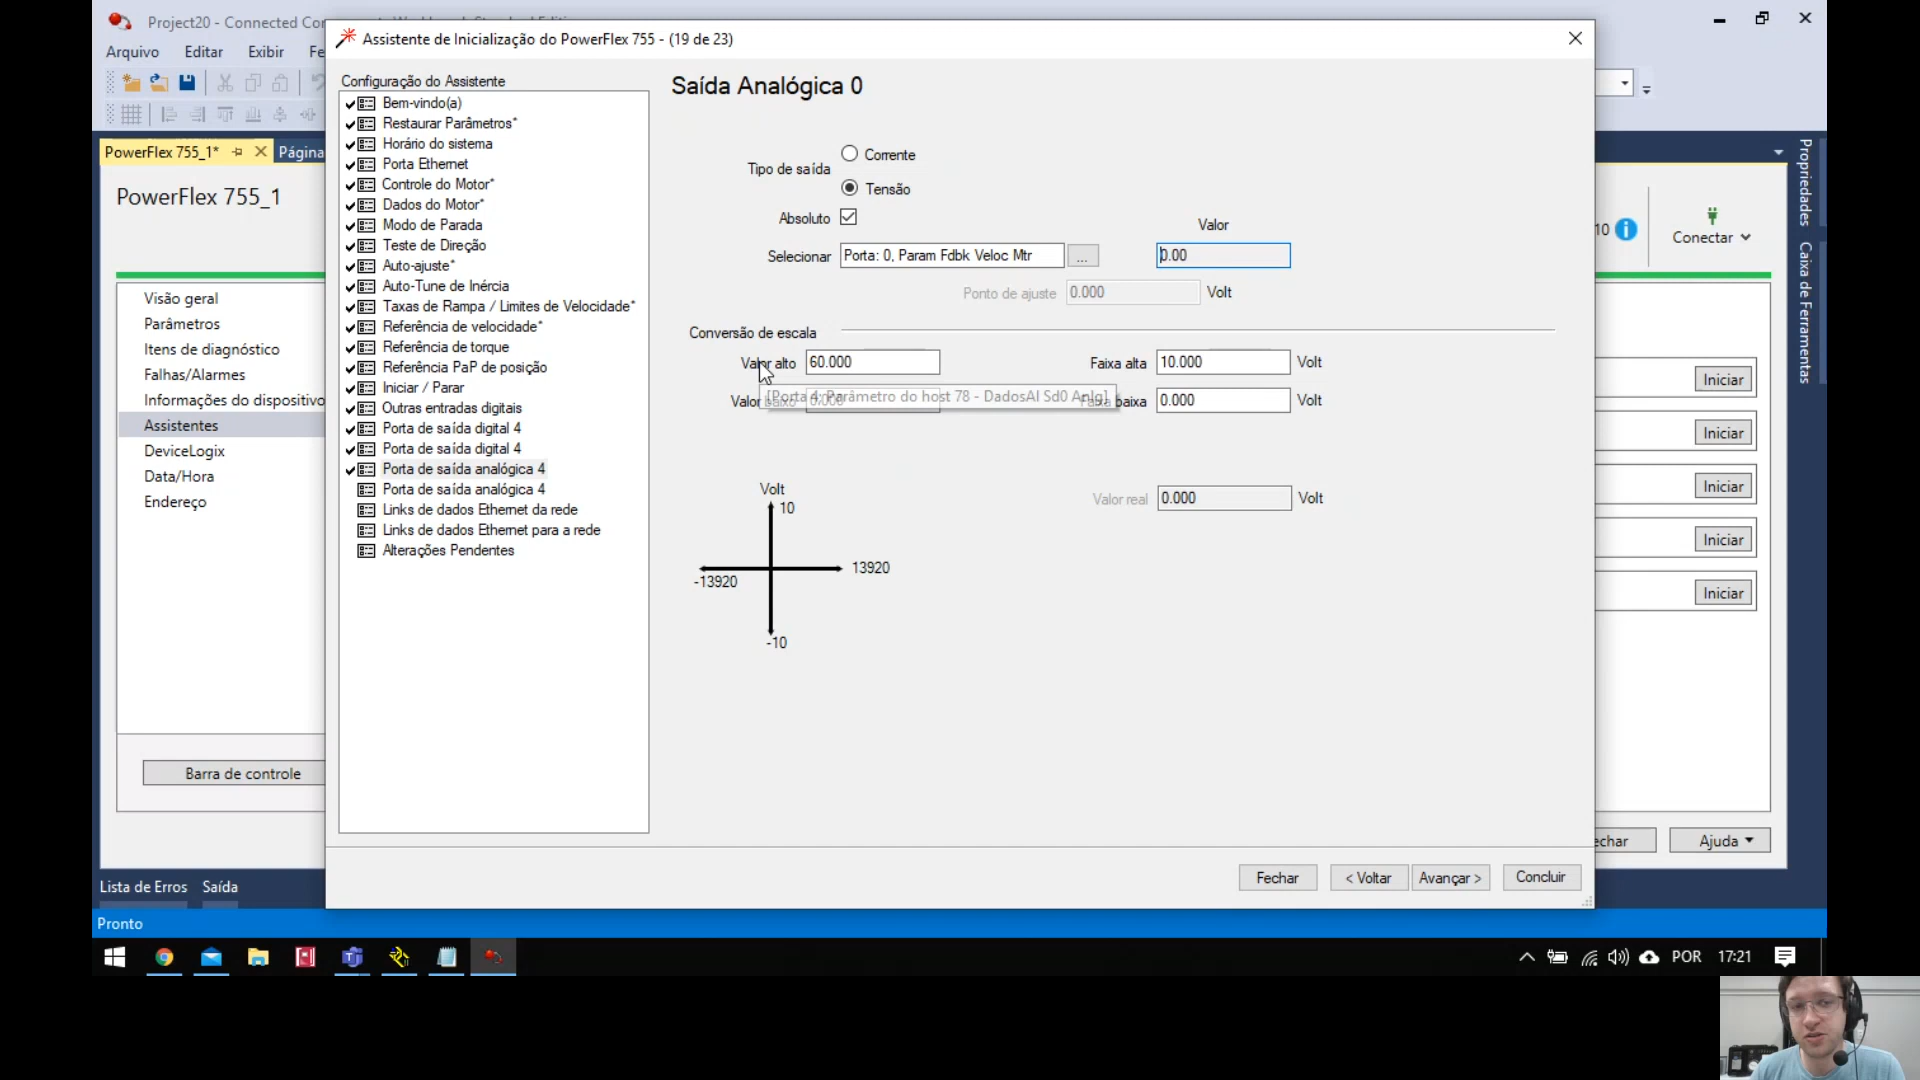 Project20 - Connected Co
Arquivo Editar Exibir Fe
Assistente de Inicialização do PowerFlex 755 - (19 de 23)
PowerFlex 755_1* Página
PowerFlex 755_1
Visão geral
Parâmetros
Itens de diagnóstico
Falhas/Alarmes
Informações do dispositivo
Assistentes
DeviceLogix
Data/Hora
Endereço
Barra de controle
Lista de Erros Saída
Pronto
Configuração do Assistente
Bem-vindo(a)
Restaurar Parâmetros*
Horário do sistema
Porta Ethernet
Controle do Motor*
Dados do Motor*
Modo de Parada
Teste de Direção
Auto-ajuste*
Auto-Tune de Inércia
Taxas de Rampa / Limites de Velocidade*
Referência de velocidade*
Referência de torque
Referência PaP de posição
Iniciar / Parar
Outras entradas digitais
Porta de saída digital 4
Porta de saída digital 4
Porta de saída analógica 4
Porta de saída analógica 4
Links de dados Ethernet da rede
Links de dados Ethernet para a rede
Alterações Pendentes
Saída Analógica 0
Tipo de saída
Corrente
Tensão
Absoluto
Valor
Selecionar Porta: 0, Param Fdbk Veloc Mtr ... 0.00
Ponto de ajuste 0.000 Volt
Conversão de escala
Valor alto 60.000 Faixa alta 10.000 Volt
Valor baixo 0.000 Faixa baixa 0.000 Volt
[Porta 4: Parâmetro do host 78 - DadosAl Sd0 Anlg]
Volt
10
-13920 13920
-10
Valor real 0.000 Volt
Fechar < Voltar Avançar > Concluir
10 Conectar
Iniciar
Iniciar
Iniciar
Iniciar
Iniciar
echar Ajuda
Propriedades
Caixa de Ferramentas
POR 17:21